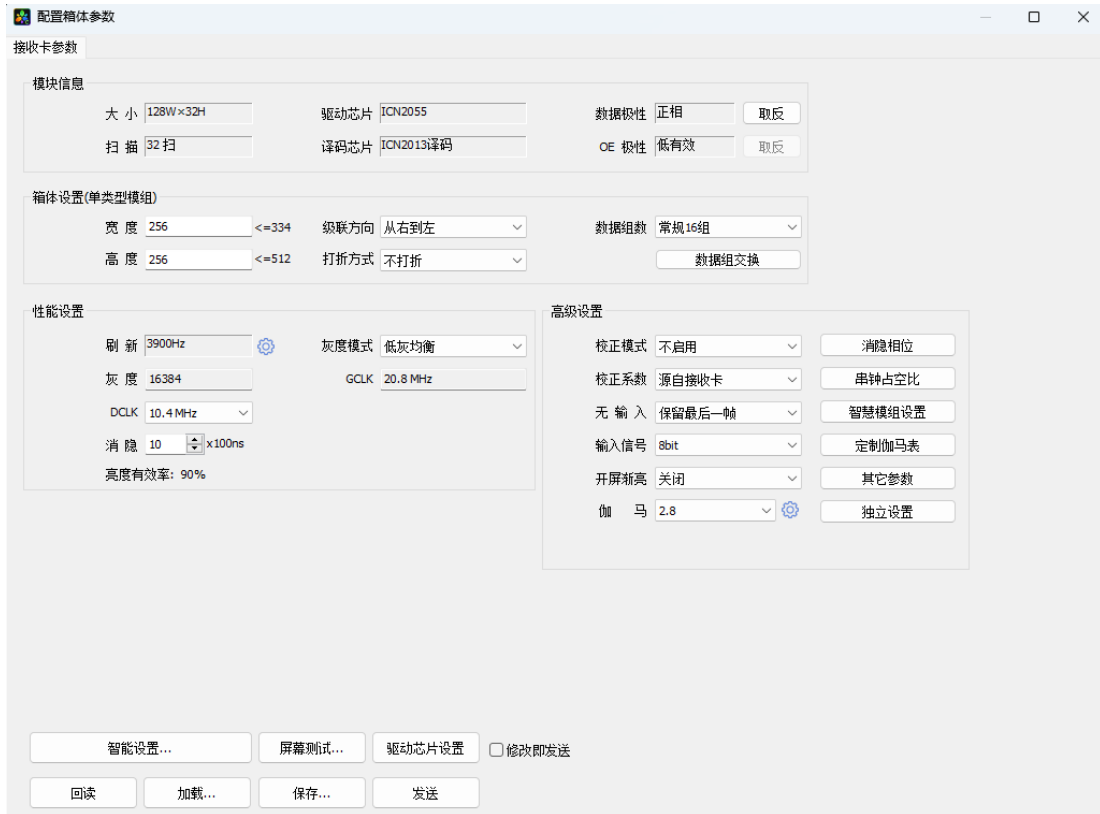 配置箱体参数
接收卡参数
模块信息
大 小 128W×32H 驱动芯片 ICN2055 数据极性 正相 取反
扫 描 32 扫 译码芯片 ICN2013译码 OE 极性 低有效 取反
箱体设置(单类型模组)
宽 度 256 <=334 级联方向 从右到左 数据组数 常规16组
高 度 256 <=512 打折方式 不打折 数据组交换
性能设置
刷 新 3900Hz 灰度模式 低灰均衡
灰 度 16384 GCLK 20.8 MHz
DCLK 10.4 MHz
消 隐 10 x100ns
亮度有效率: 90%
高级设置
校正模式 不启用 消隐相位
校正系数 源自接收卡 串钟占空比
无 输 入 保留最后一帧 智慧模组设置
输入信号 8bit 定制伽马表
开屏渐亮 关闭 其它参数
伽 马 2.8 独立设置
智能设置... 屏幕测试... 驱动芯片设置 修改即发送
回读 加载... 保存... 发送